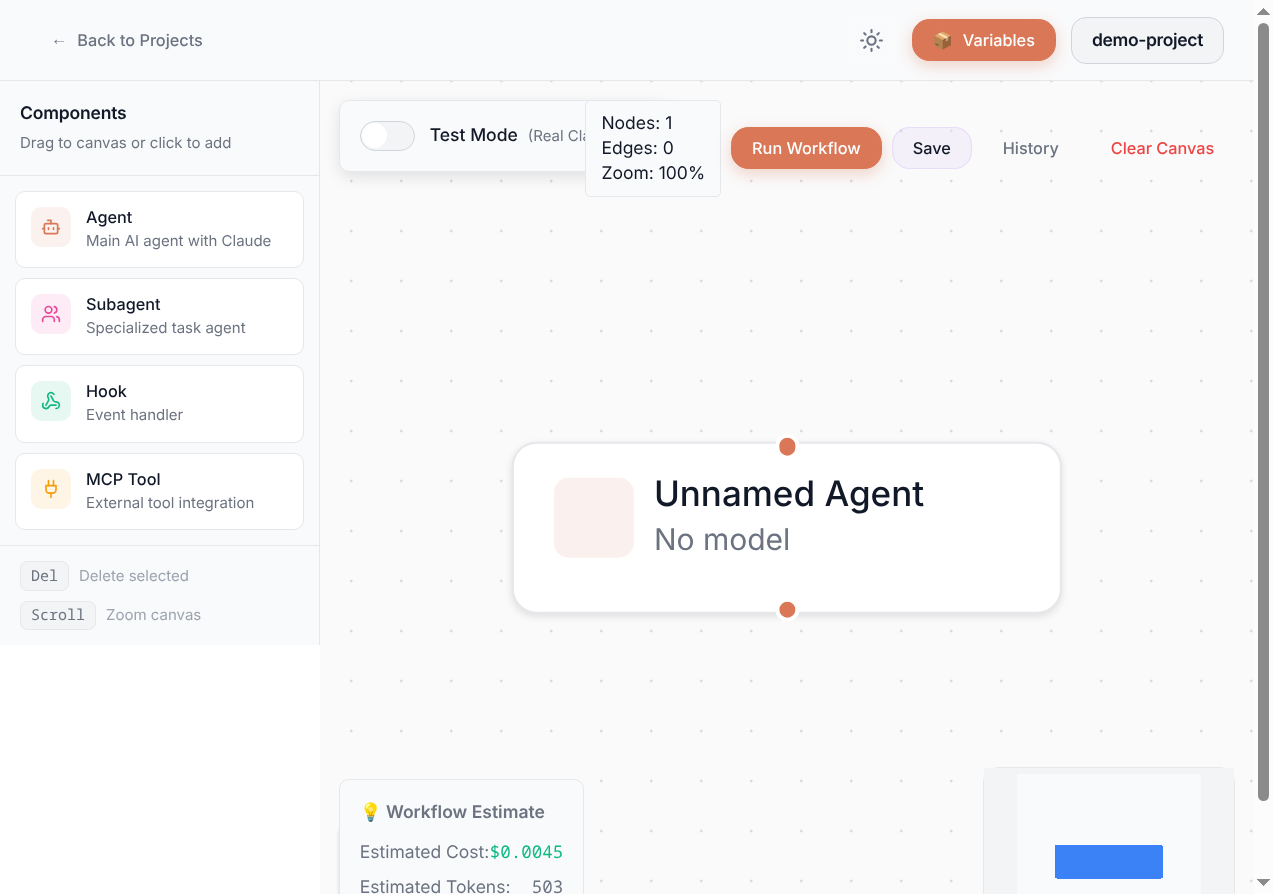 ← Back to Projects
Variables
demo-project
Components
Drag to canvas or click to add
Agent
Main AI agent with Claude
Subagent
Specialized task agent
Hook
Event handler
MCP Tool
External tool integration
Del Delete selected
Scroll Zoom canvas
Test Mode (Real Cla
Nodes: 1
Edges: 0
Zoom: 100%
Run Workflow
Save
History
Clear Canvas
Unnamed Agent
No model
💡 Workflow Estimate
Estimated Cost:$0.0045
Estimated Tokens: 503